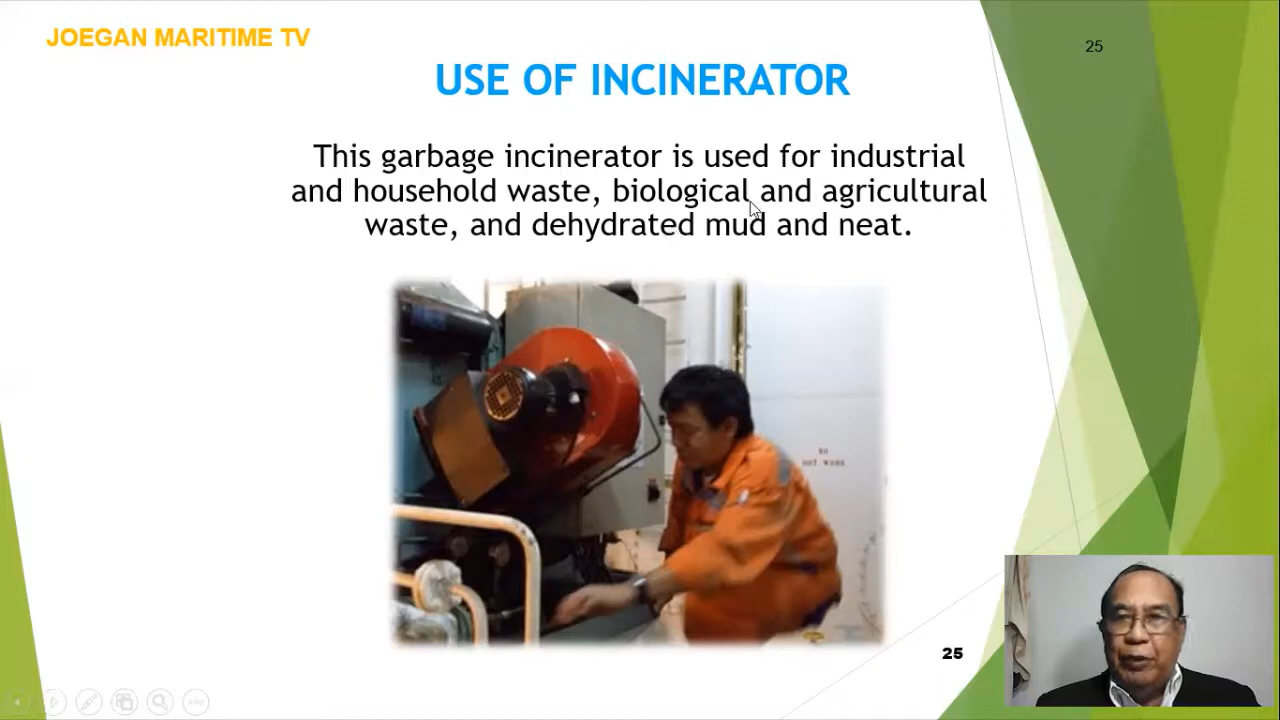 JOEGAN MARITIME TV
25
USE OF INCINERATOR
This garbage incinerator is used for industrial
and household waste, biological and agricultural
waste, and dehydrated mud and neat.
25